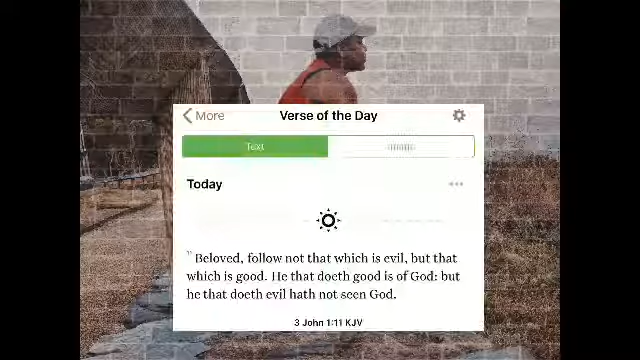 More
Verse of the Day
Text
Today
11 Beloved, follow not that which is evil, but that
which is good. He that doeth good is of God: but
he that doeth evil hath not seen God.
3 John 1:11 KJV